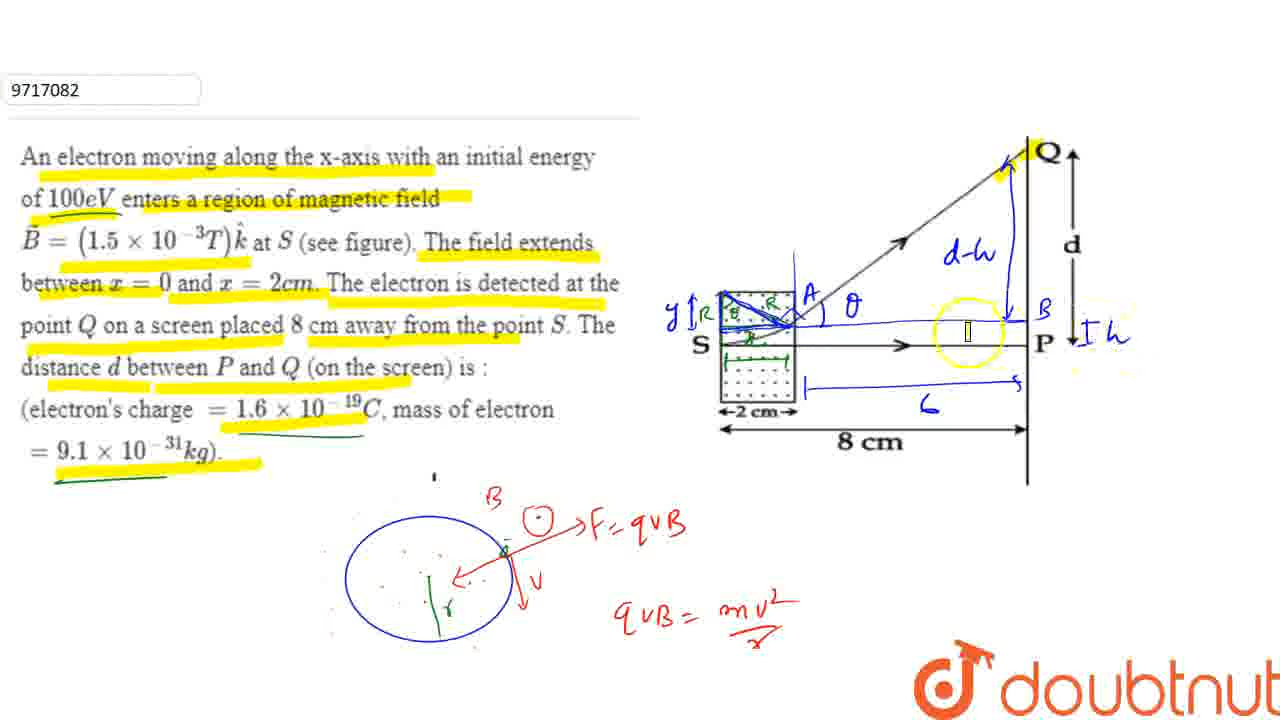 9717082
An electron moving along the x-axis with an initial energy
of 100eV enters a region of magnetic field
B⃗ = (1.5 × 10⁻³T)k̂ at S (see figure). The field extends
between x = 0 and x = 2cm. The electron is detected at the
point Q on a screen placed 8 cm away from the point S. The
distance d between P and Q (on the screen) is :
(electron's charge = 1.6 × 10⁻¹⁹C, mass of electron
= 9.1 × 10⁻³¹kg).
Q
d
d-h
A
R
R
θ
θ
y
B
S
P
h
6
2 cm
8 cm
B
F = qvB
v
r
qvB = mv²/r
doubtnut